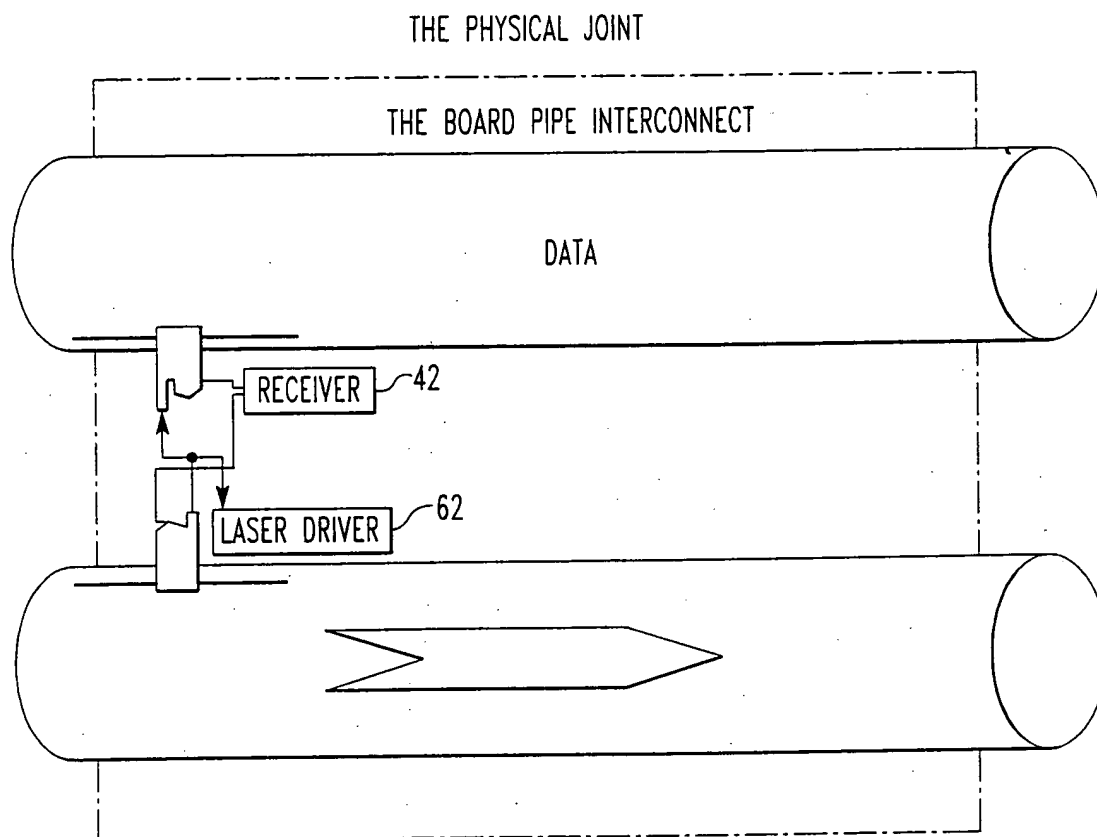 THE PHYSICAL JOINT
THE BOARD PIPE INTERCONNECT
DATA
RECEIVER
42
LASER DRIVER
62